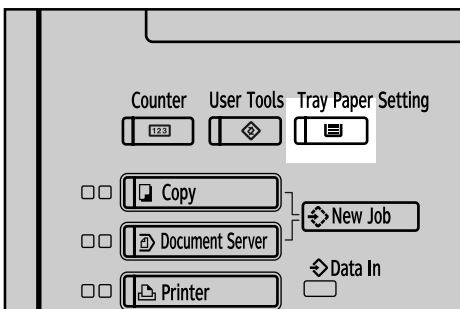 Counter User Tools Tray Paper Setting
123
Copy
New Job
Document Server
Data In
Printer